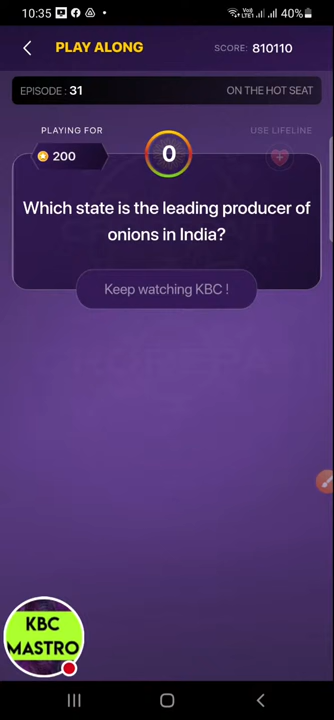 10:35 40%
PLAY ALONG SCORE: 810110
EPISODE : 31 ON THE HOT SEAT
PLAYING FOR USE LIFELINE
200 0
Which state is the leading producer of
onions in India?
Keep watching KBC !
KBC
MASTRO